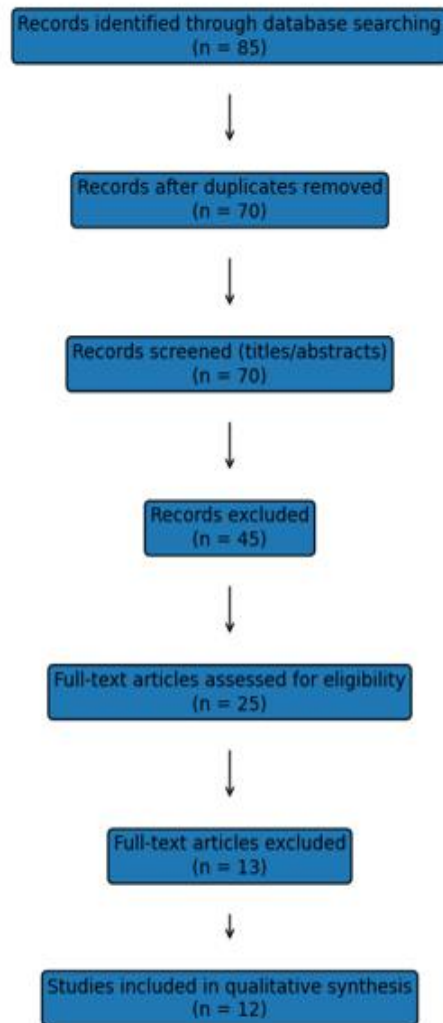 Records identified through database searching
(n = 85)
Records after duplicates removed
(n = 70)
Records screened (titles/abstracts)
(n = 70)
Records excluded
(n = 45)
Full-text articles assessed for eligibility
(n = 25)
Full-text articles excluded
(n = 13)
Studies included in qualitative synthesis
(n = 12)